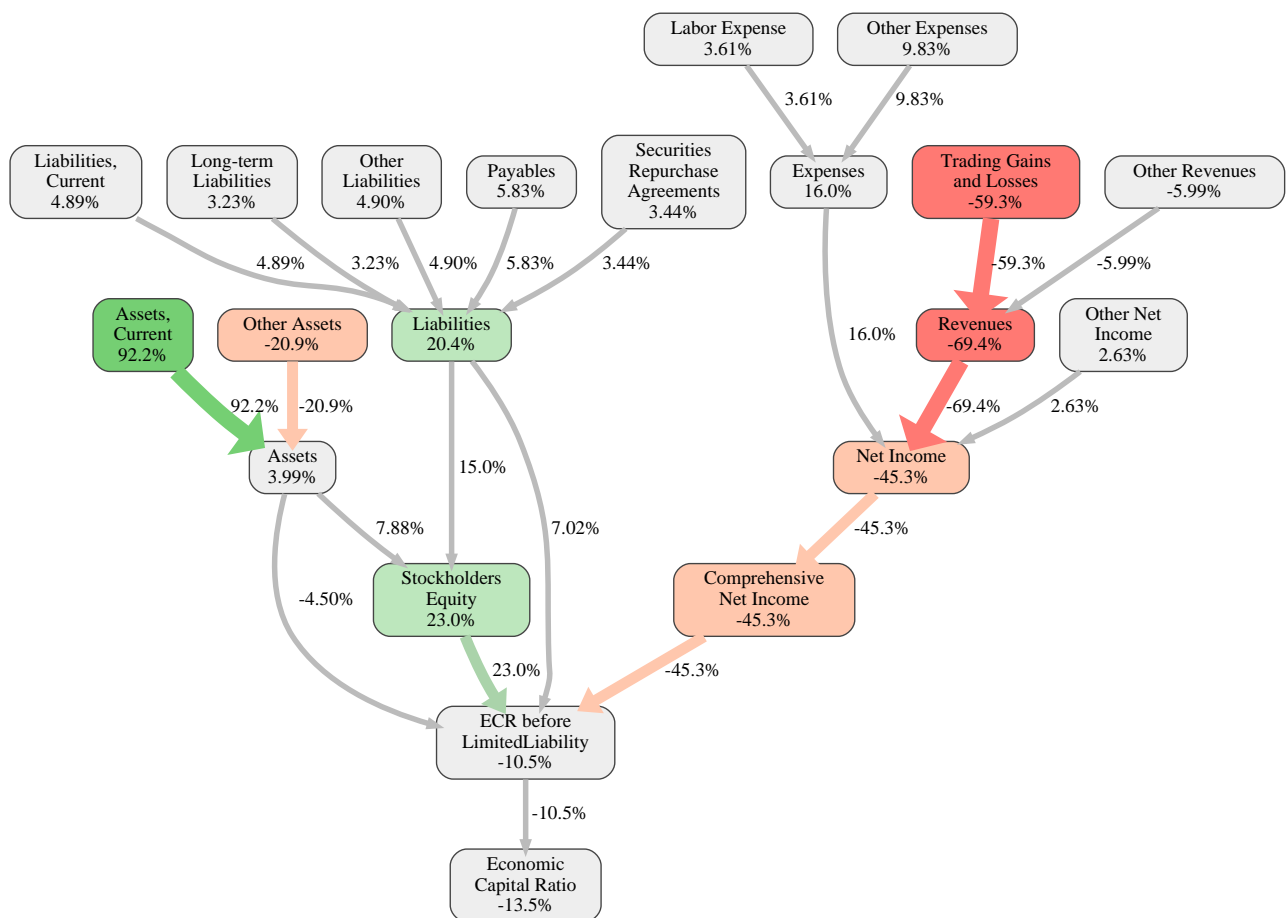 Labor Expense
3.61%
Other Expenses
9.83%
3.61%
9.83%
Liabilities,
Current
4.89%
Long-term
Liabilities
3.23%
Other
Liabilities
4.90%
Payables
5.83%
Securities
Repurchase
Agreements
3.44%
Expenses
16.0%
Trading Gains
and Losses
-59.3%
Other Revenues
-5.99%
4.89%
3.23%
4.90%
5.83%
3.44%
-59.3%
-5.99%
Assets,
Current
92.2%
Other Assets
-20.9%
Liabilities
20.4%
16.0%
Revenues
-69.4%
Other Net
Income
2.63%
92.2%
-20.9%
-69.4%
2.63%
Assets
3.99%
15.0%
Net Income
-45.3%
7.88%
7.02%
-45.3%
Stockholders
Equity
23.0%
Comprehensive
Net Income
-45.3%
-4.50%
23.0%
-45.3%
ECR before
LimitedLiability
-10.5%
-10.5%
Economic
Capital Ratio
-13.5%